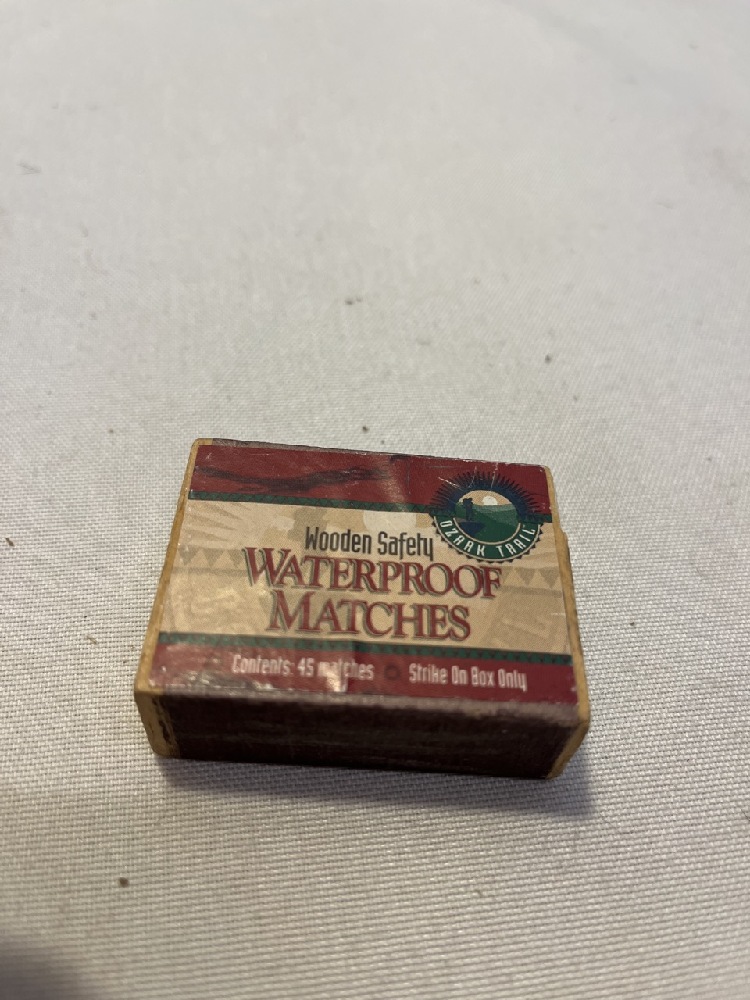 OZARK TRAIL
Wooden Safety
WATERPROOF
MATCHES
Contents: 45 matches Strike On Box Only